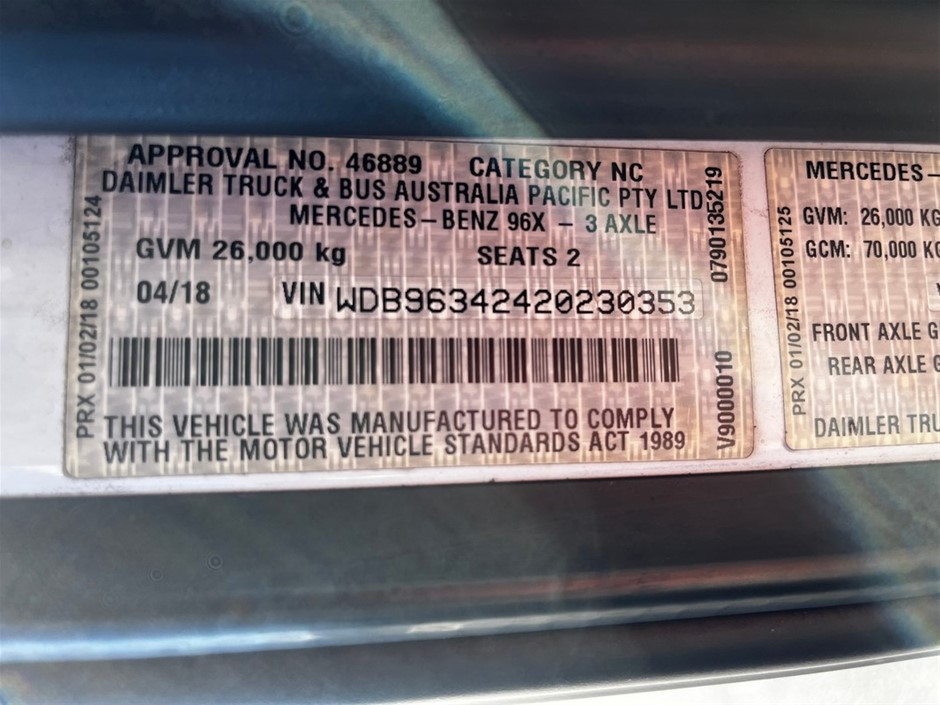 APPROVAL NO. 46889 CATEGORY NC
DAIMLER TRUCK & BUS AUSTRALIA PACIFIC PTY LTD
MERCEDES-BENZ 96X - 3 AXLE
GVM 26,000 kg SEATS 2
04/18 VIN WDB96342420230353
THIS VEHICLE WAS MANUFACTURED TO COMPLY
WITH THE MOTOR VEHICLE STANDARDS ACT 1989
PRX 01/02/18 00105124
V9000010 0790135219
PRX 01/02/18 00105125
MERCEDES-
GVM: 26,000 KG
GCM: 70,000 KG
FRONT AXLE G
REAR AXLE G
DAIMLER TRU